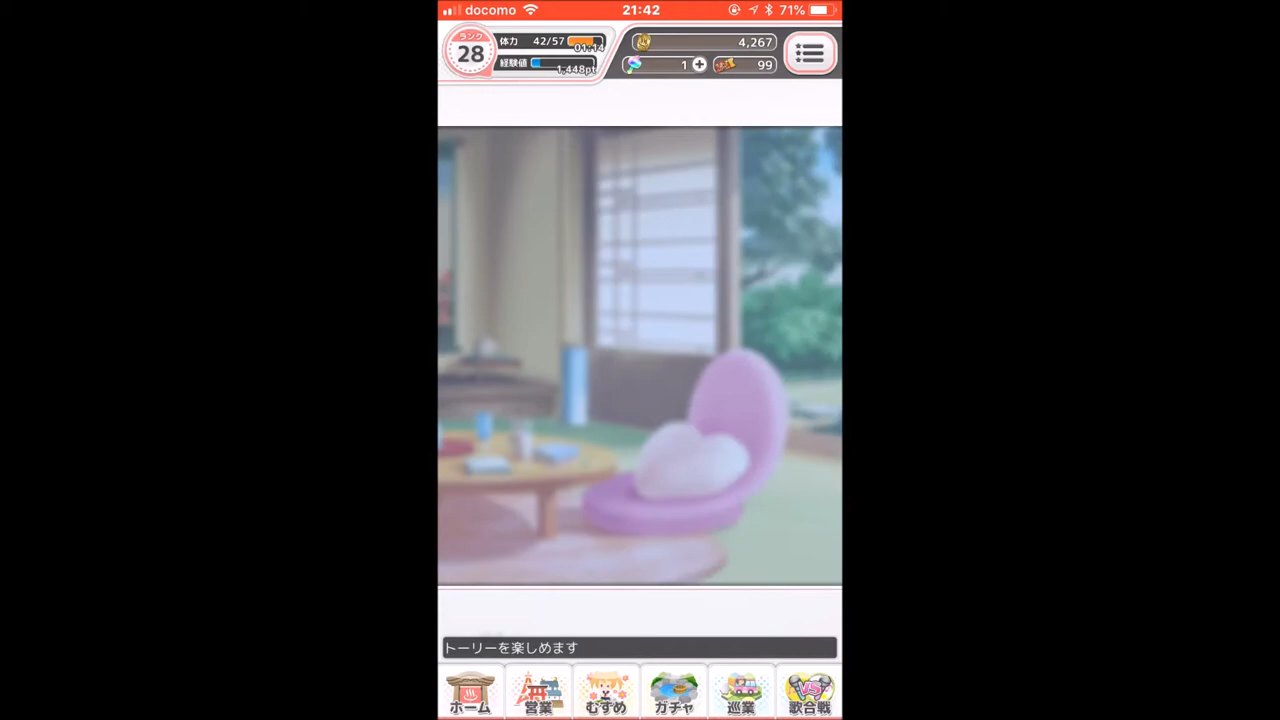 docomo 21:42 71%
ランク
28
体力 42/57
01:14
経験値
1,448pt
4,267
1
99
トーリーを楽しめます
ホーム 営業 むすめ ガチャ 巡業 歌合戦
VS